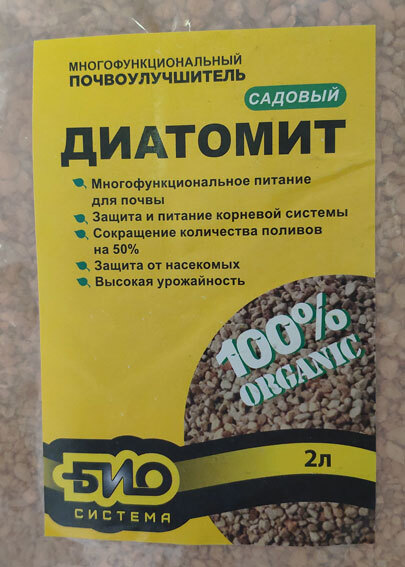 МНОГОФУНКЦИОНАЛЬНЫЙ
ПОЧВОУЛУЧШИТЕЛЬ
САДОВЫЙ
ДИАТОМИТ
Многофункциональное питание
для почвы
Защита и питание корневой системы
Сокращение количества поливов
на 50%
Защита от насекомых
Высокая урожайность
100%
ORGANIC
БИО
СИСТЕМА
2л